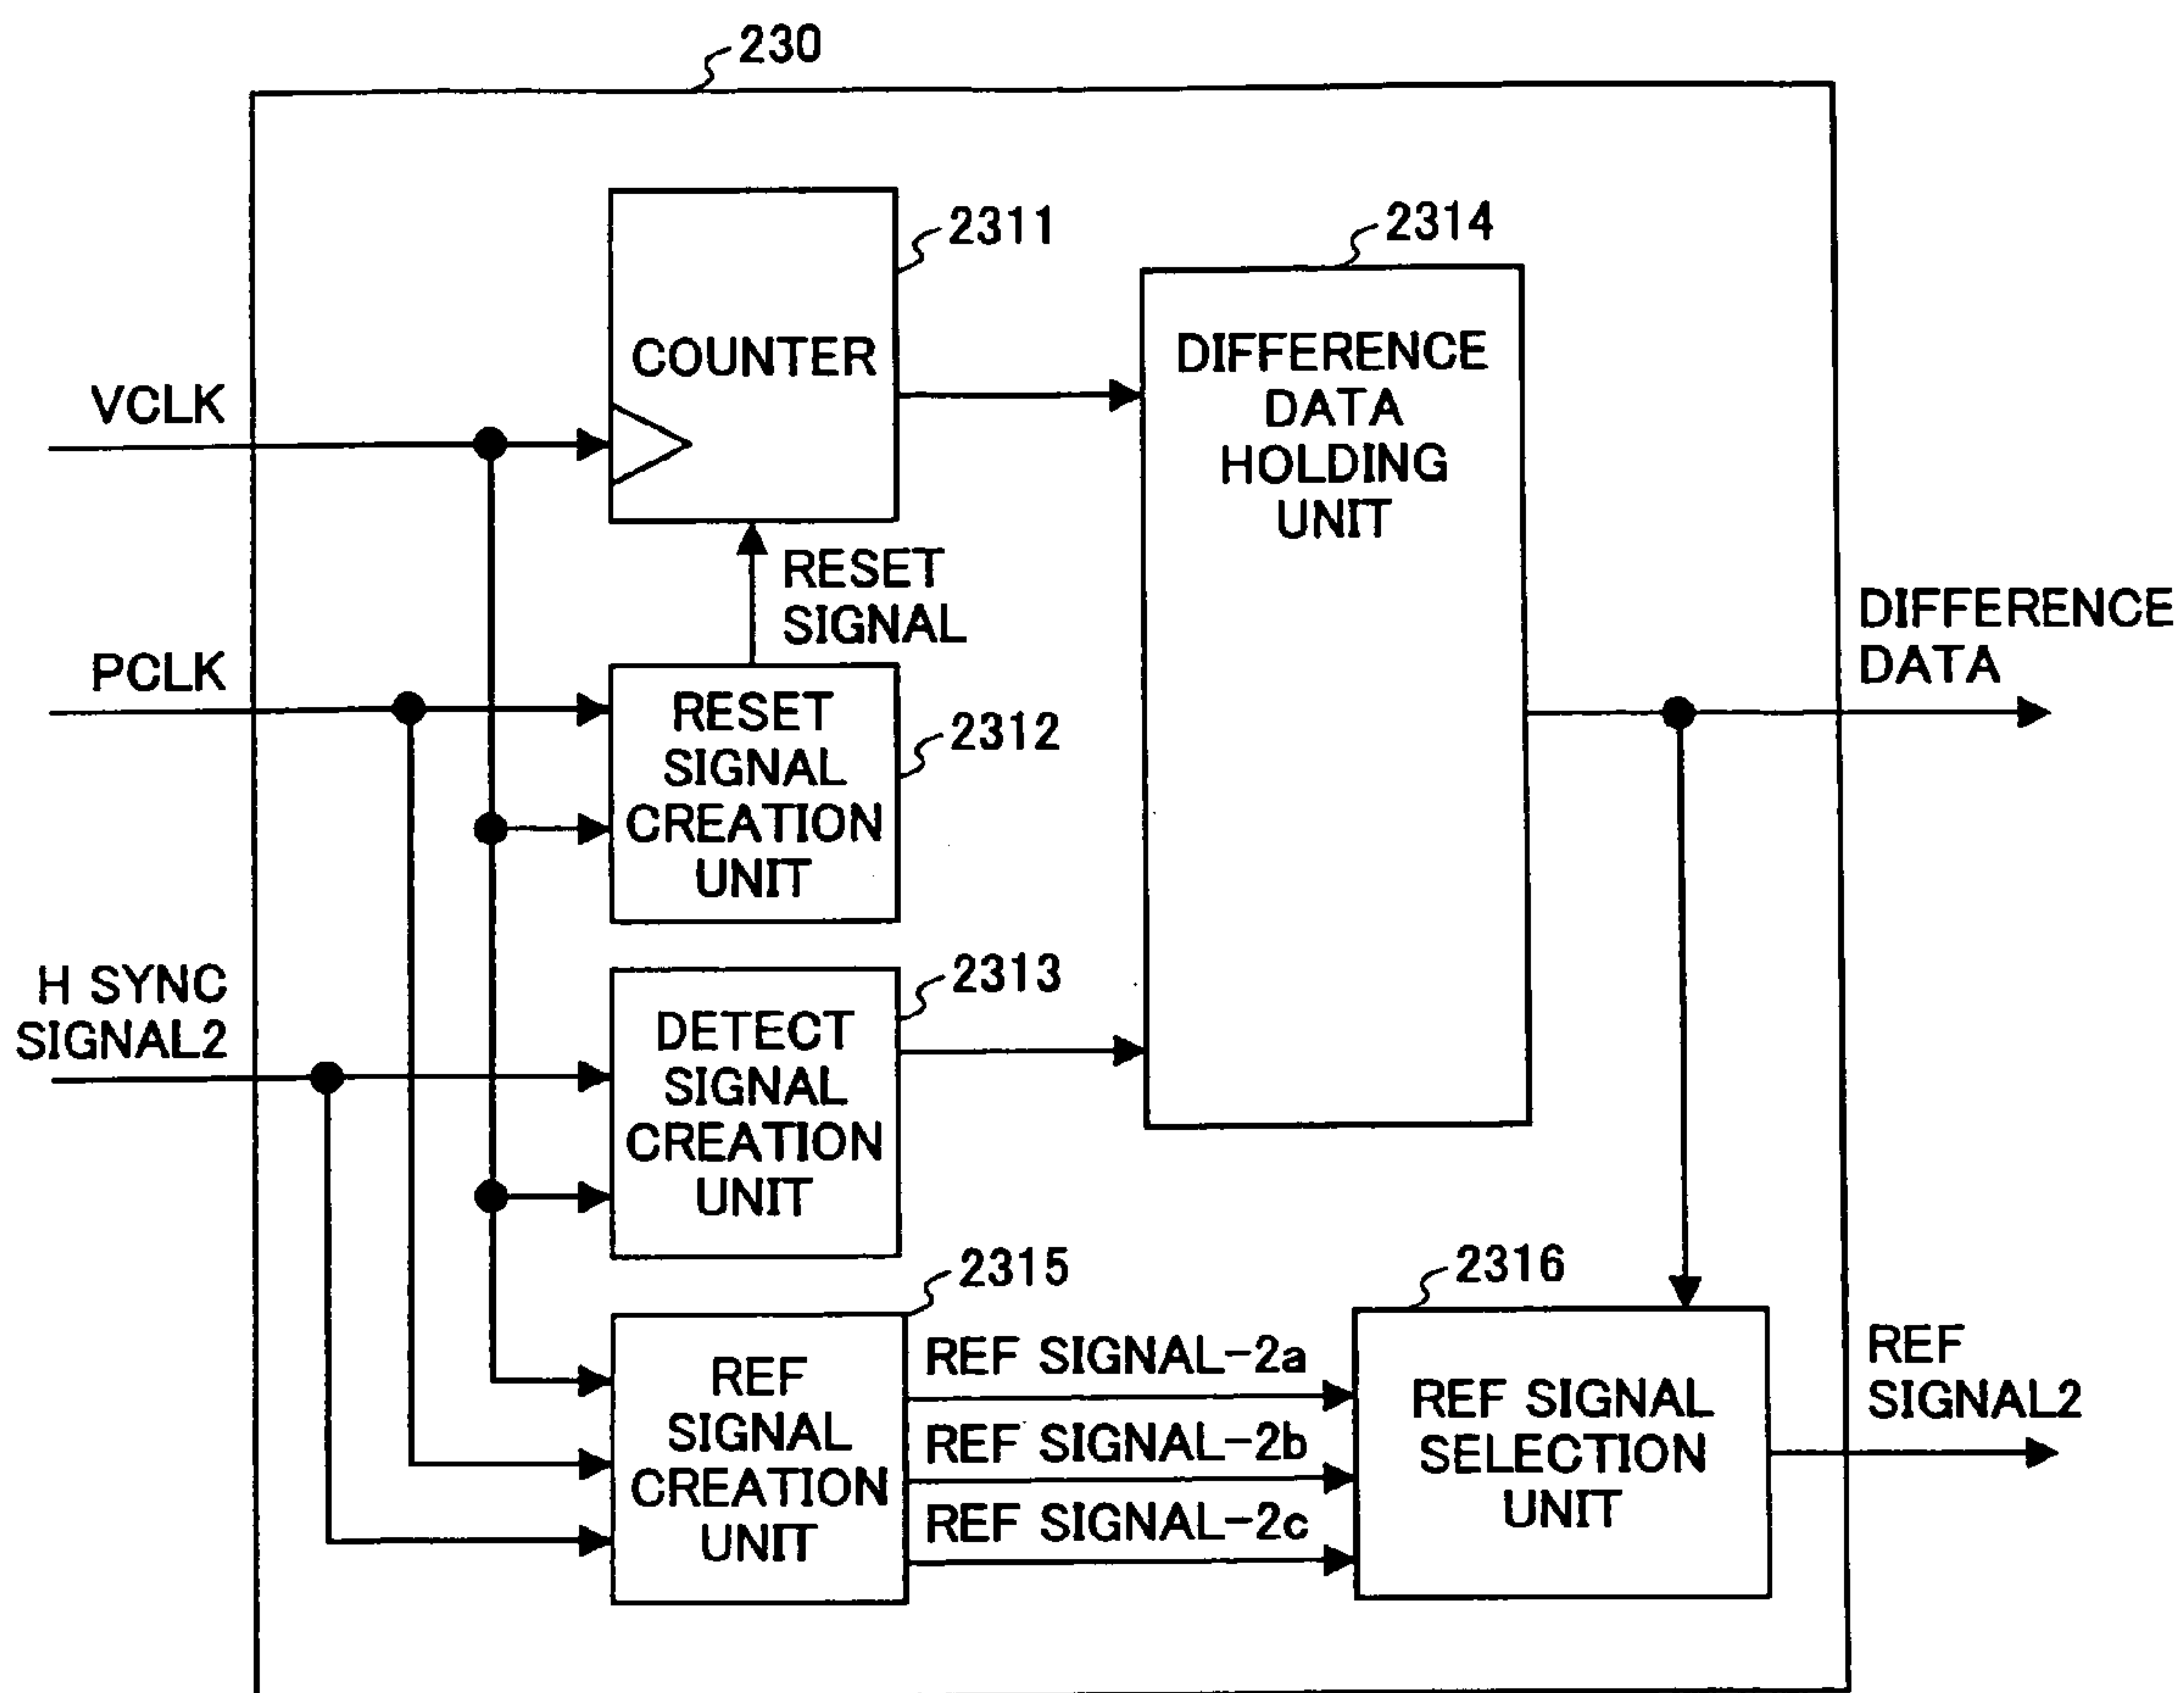 230
2311
COUNTER
2314
DIFFERENCE
DATA
HOLDING
UNIT
VCLK
RESET
SIGNAL
DIFFERENCE
DATA
PCLK
RESET
SIGNAL
CREATION
UNIT
2312
H SYNC
SIGNAL2
DETECT
SIGNAL
CREATION
UNIT
2313
2315
REF
SIGNAL
CREATION
UNIT
REF SIGNAL-2a
REF SIGNAL-2b
REF SIGNAL-2c
2316
REF SIGNAL
SELECTION
UNIT
REF
SIGNAL2